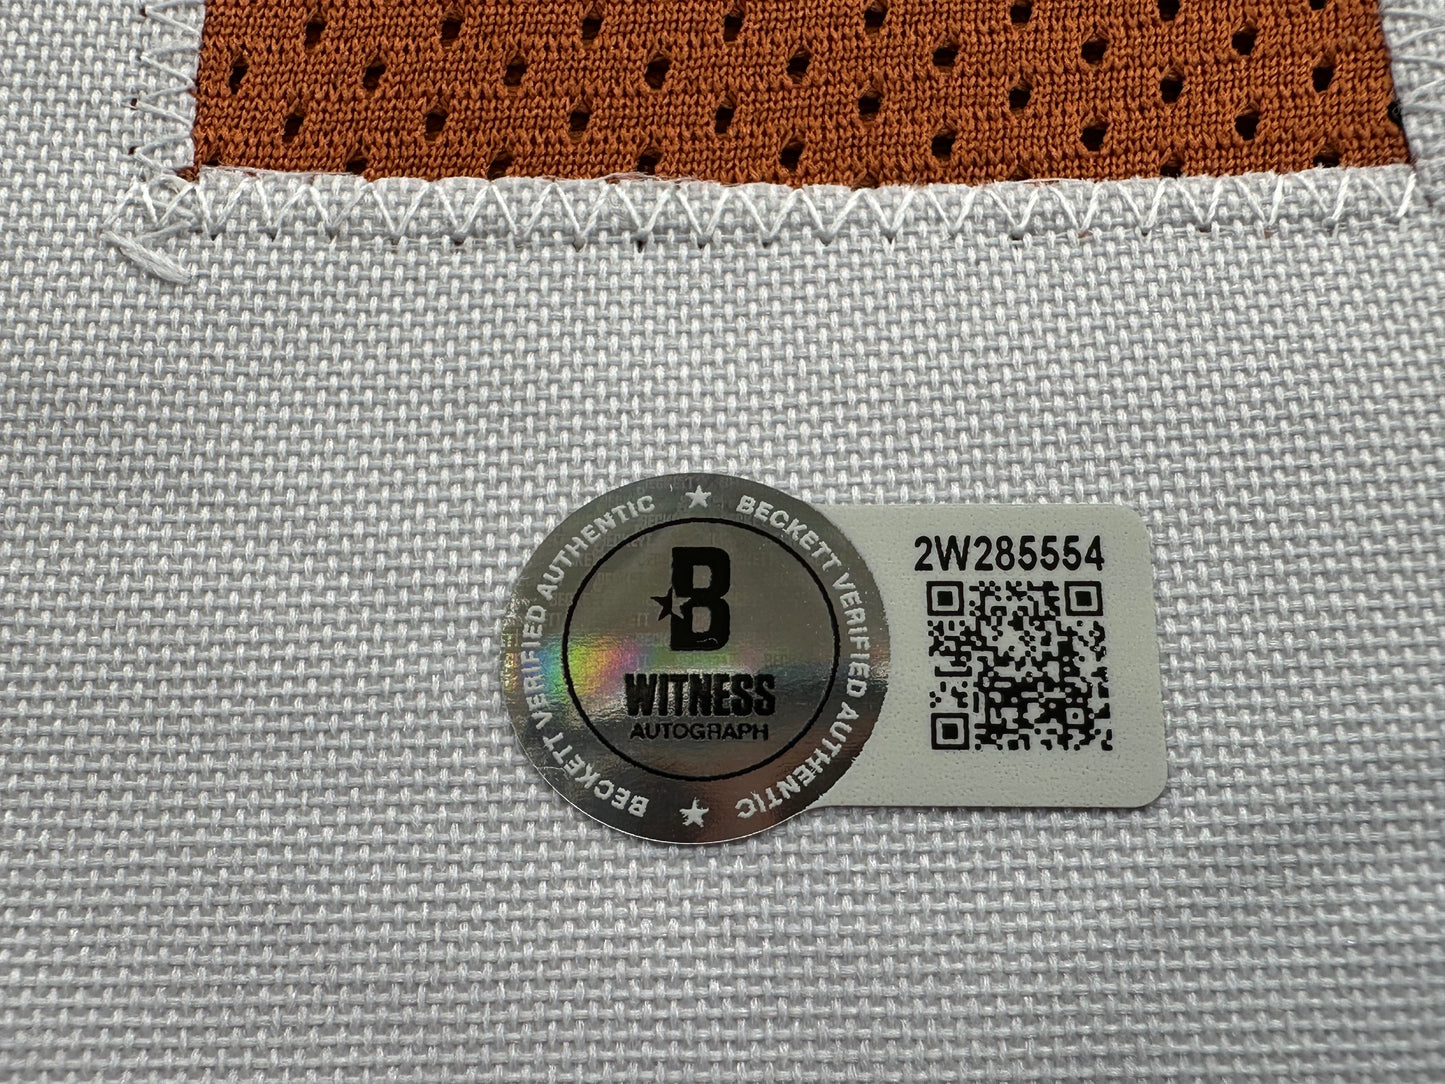 BECKETT VERIFIED AUTHENTIC
BECKETT VERIFIED AUTHENTIC
B
WITNESS
AUTOGRAPH
2W285554